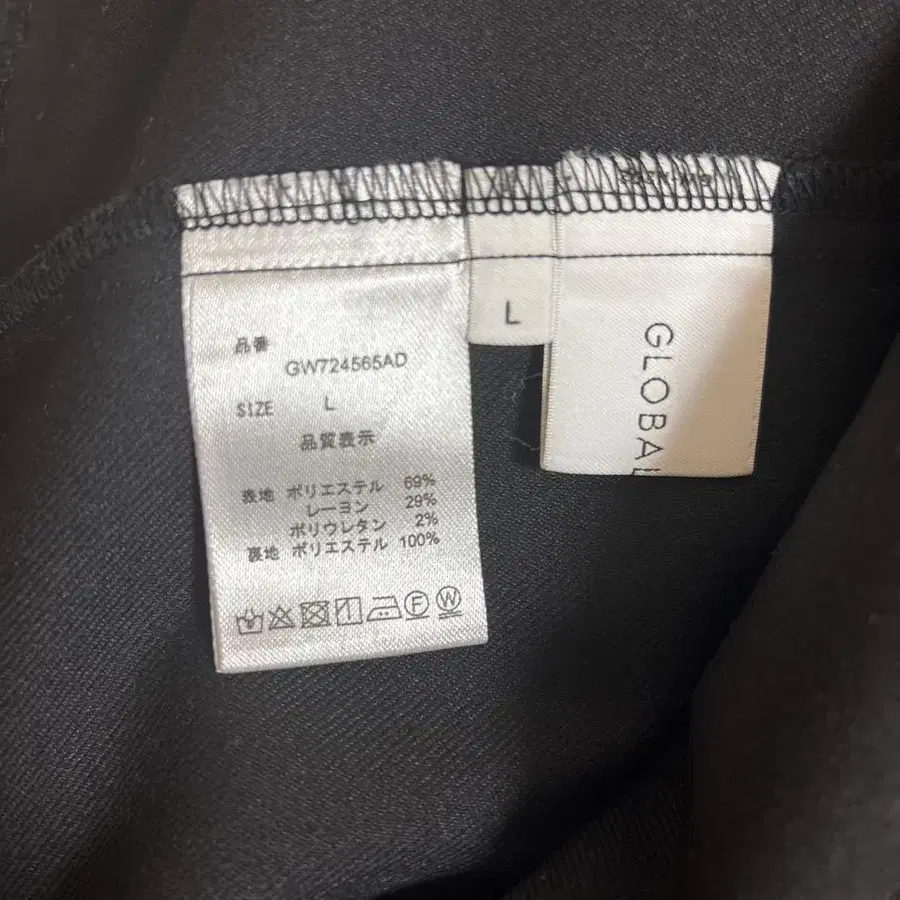 品番
GW724565AD
SIZE L
品質表示
表地 ポリエステル 69%
レーヨン 29%
ポリウレタン 2%
裏地 ポリエステル 100%
F W
L
GLOBAL